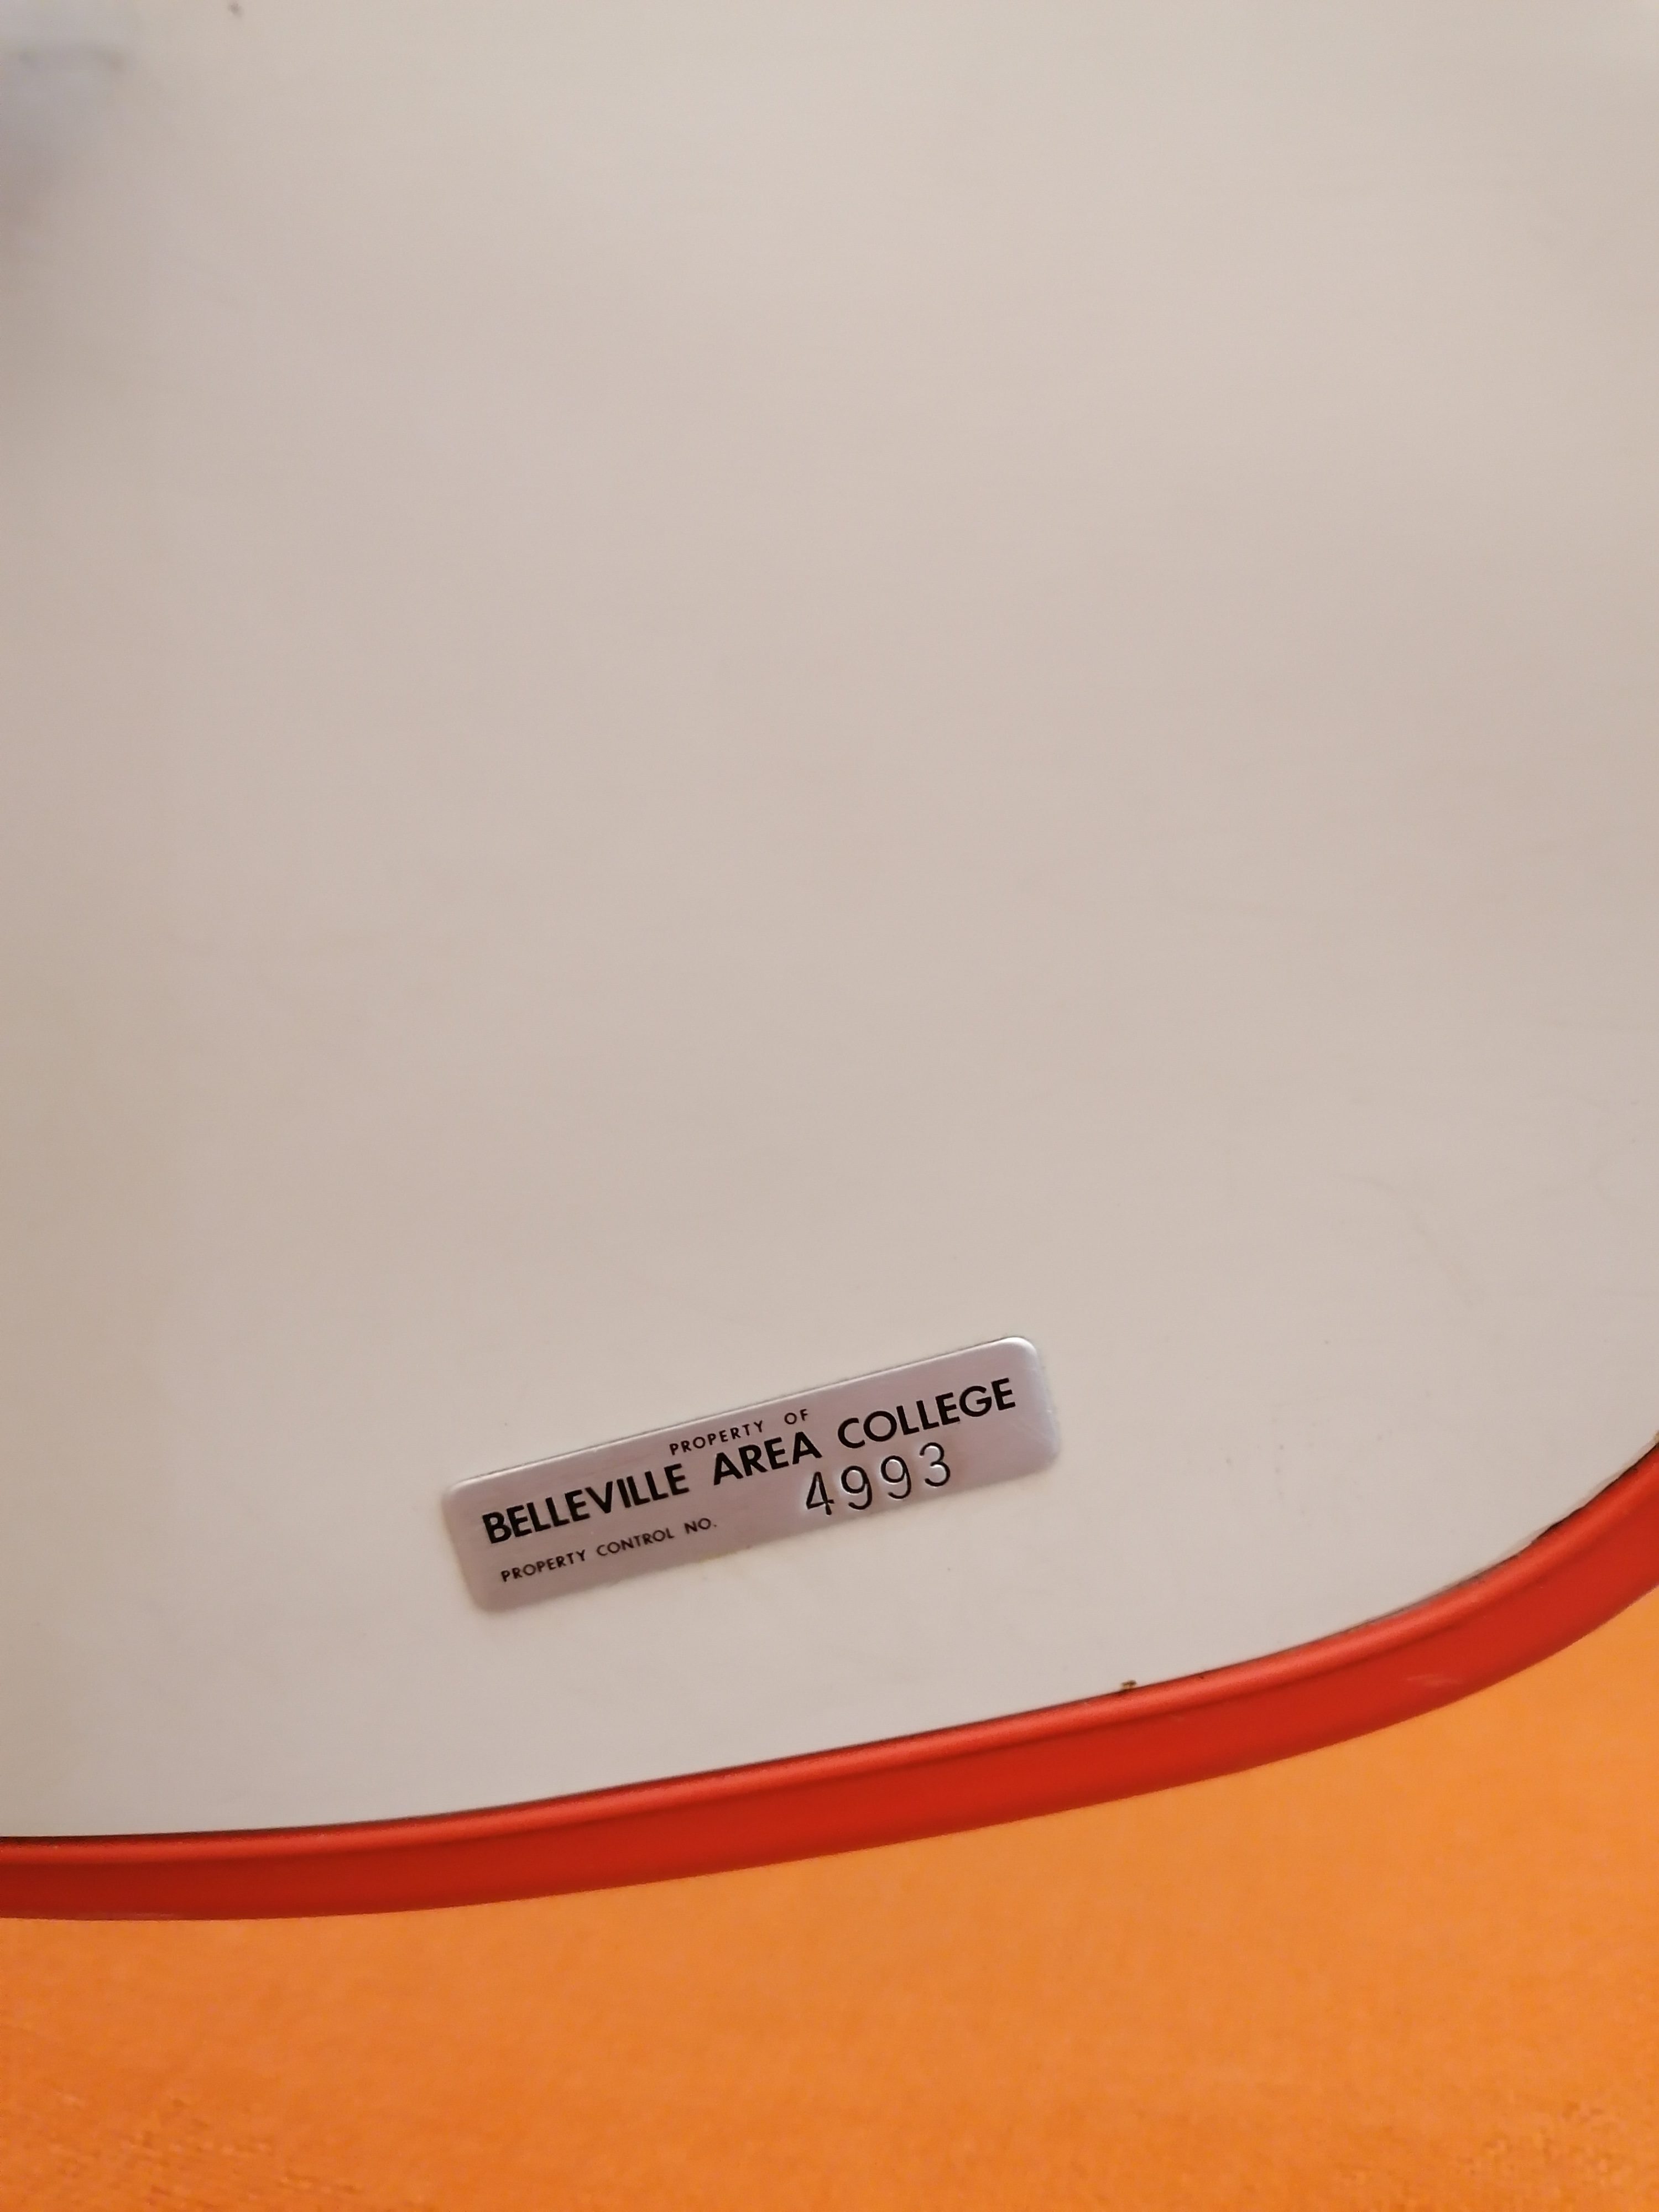 PROPERTY OF
BELLEVILLE AREA COLLEGE
PROPERTY CONTROL NO. 4993